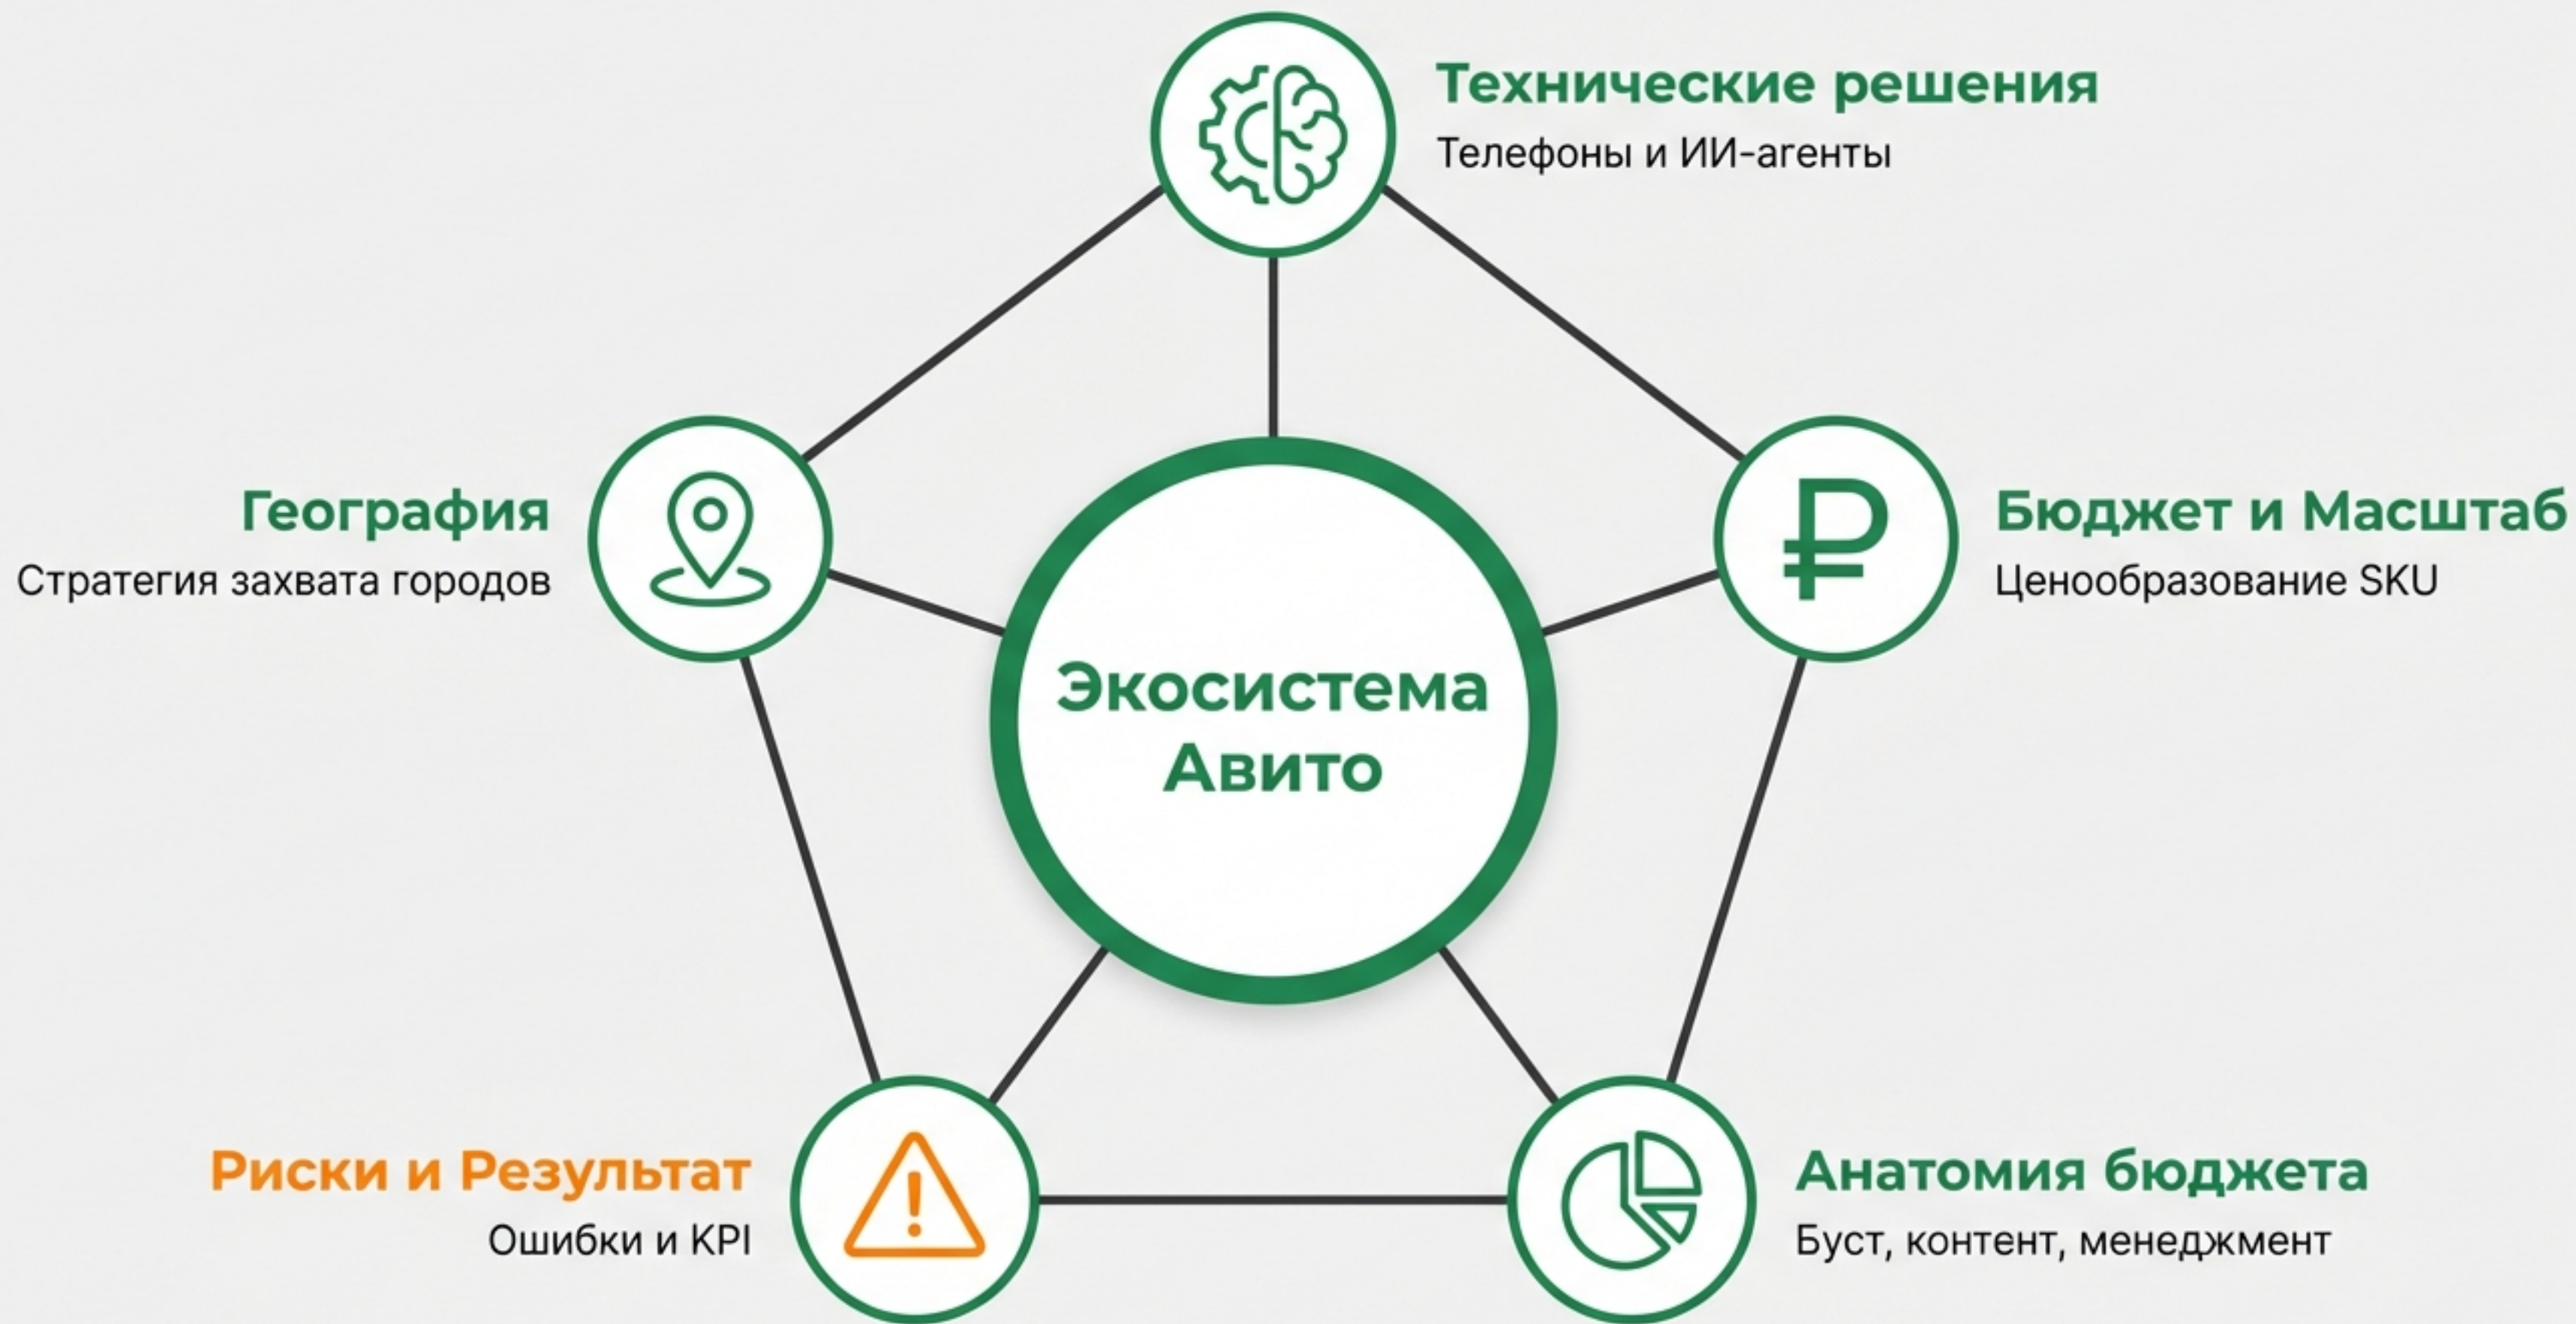 Технические решения
Телефоны и ИИ-агенты
География
Стратегия захвата городов
Бюджет и Масштаб
Ценообразование SKU
Экосистема
Авито
Риски и Результат
Ошибки и KPI
Анатомия бюджета
Буст, контент, менеджмент